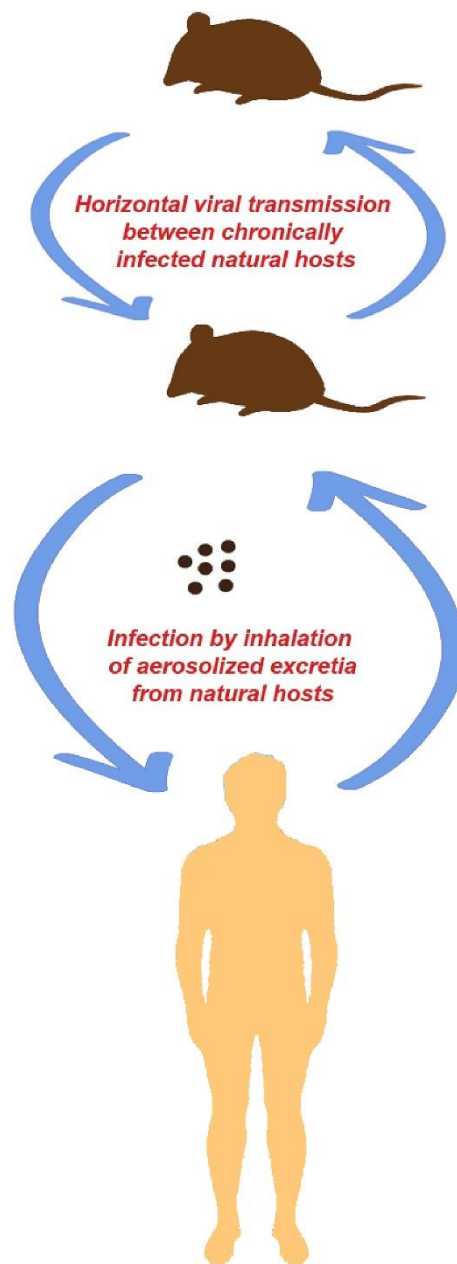 Horizontal viral transmission
between chronically
infected natural hosts
Infection by inhalation
of aerosolized excretia
from natural hosts